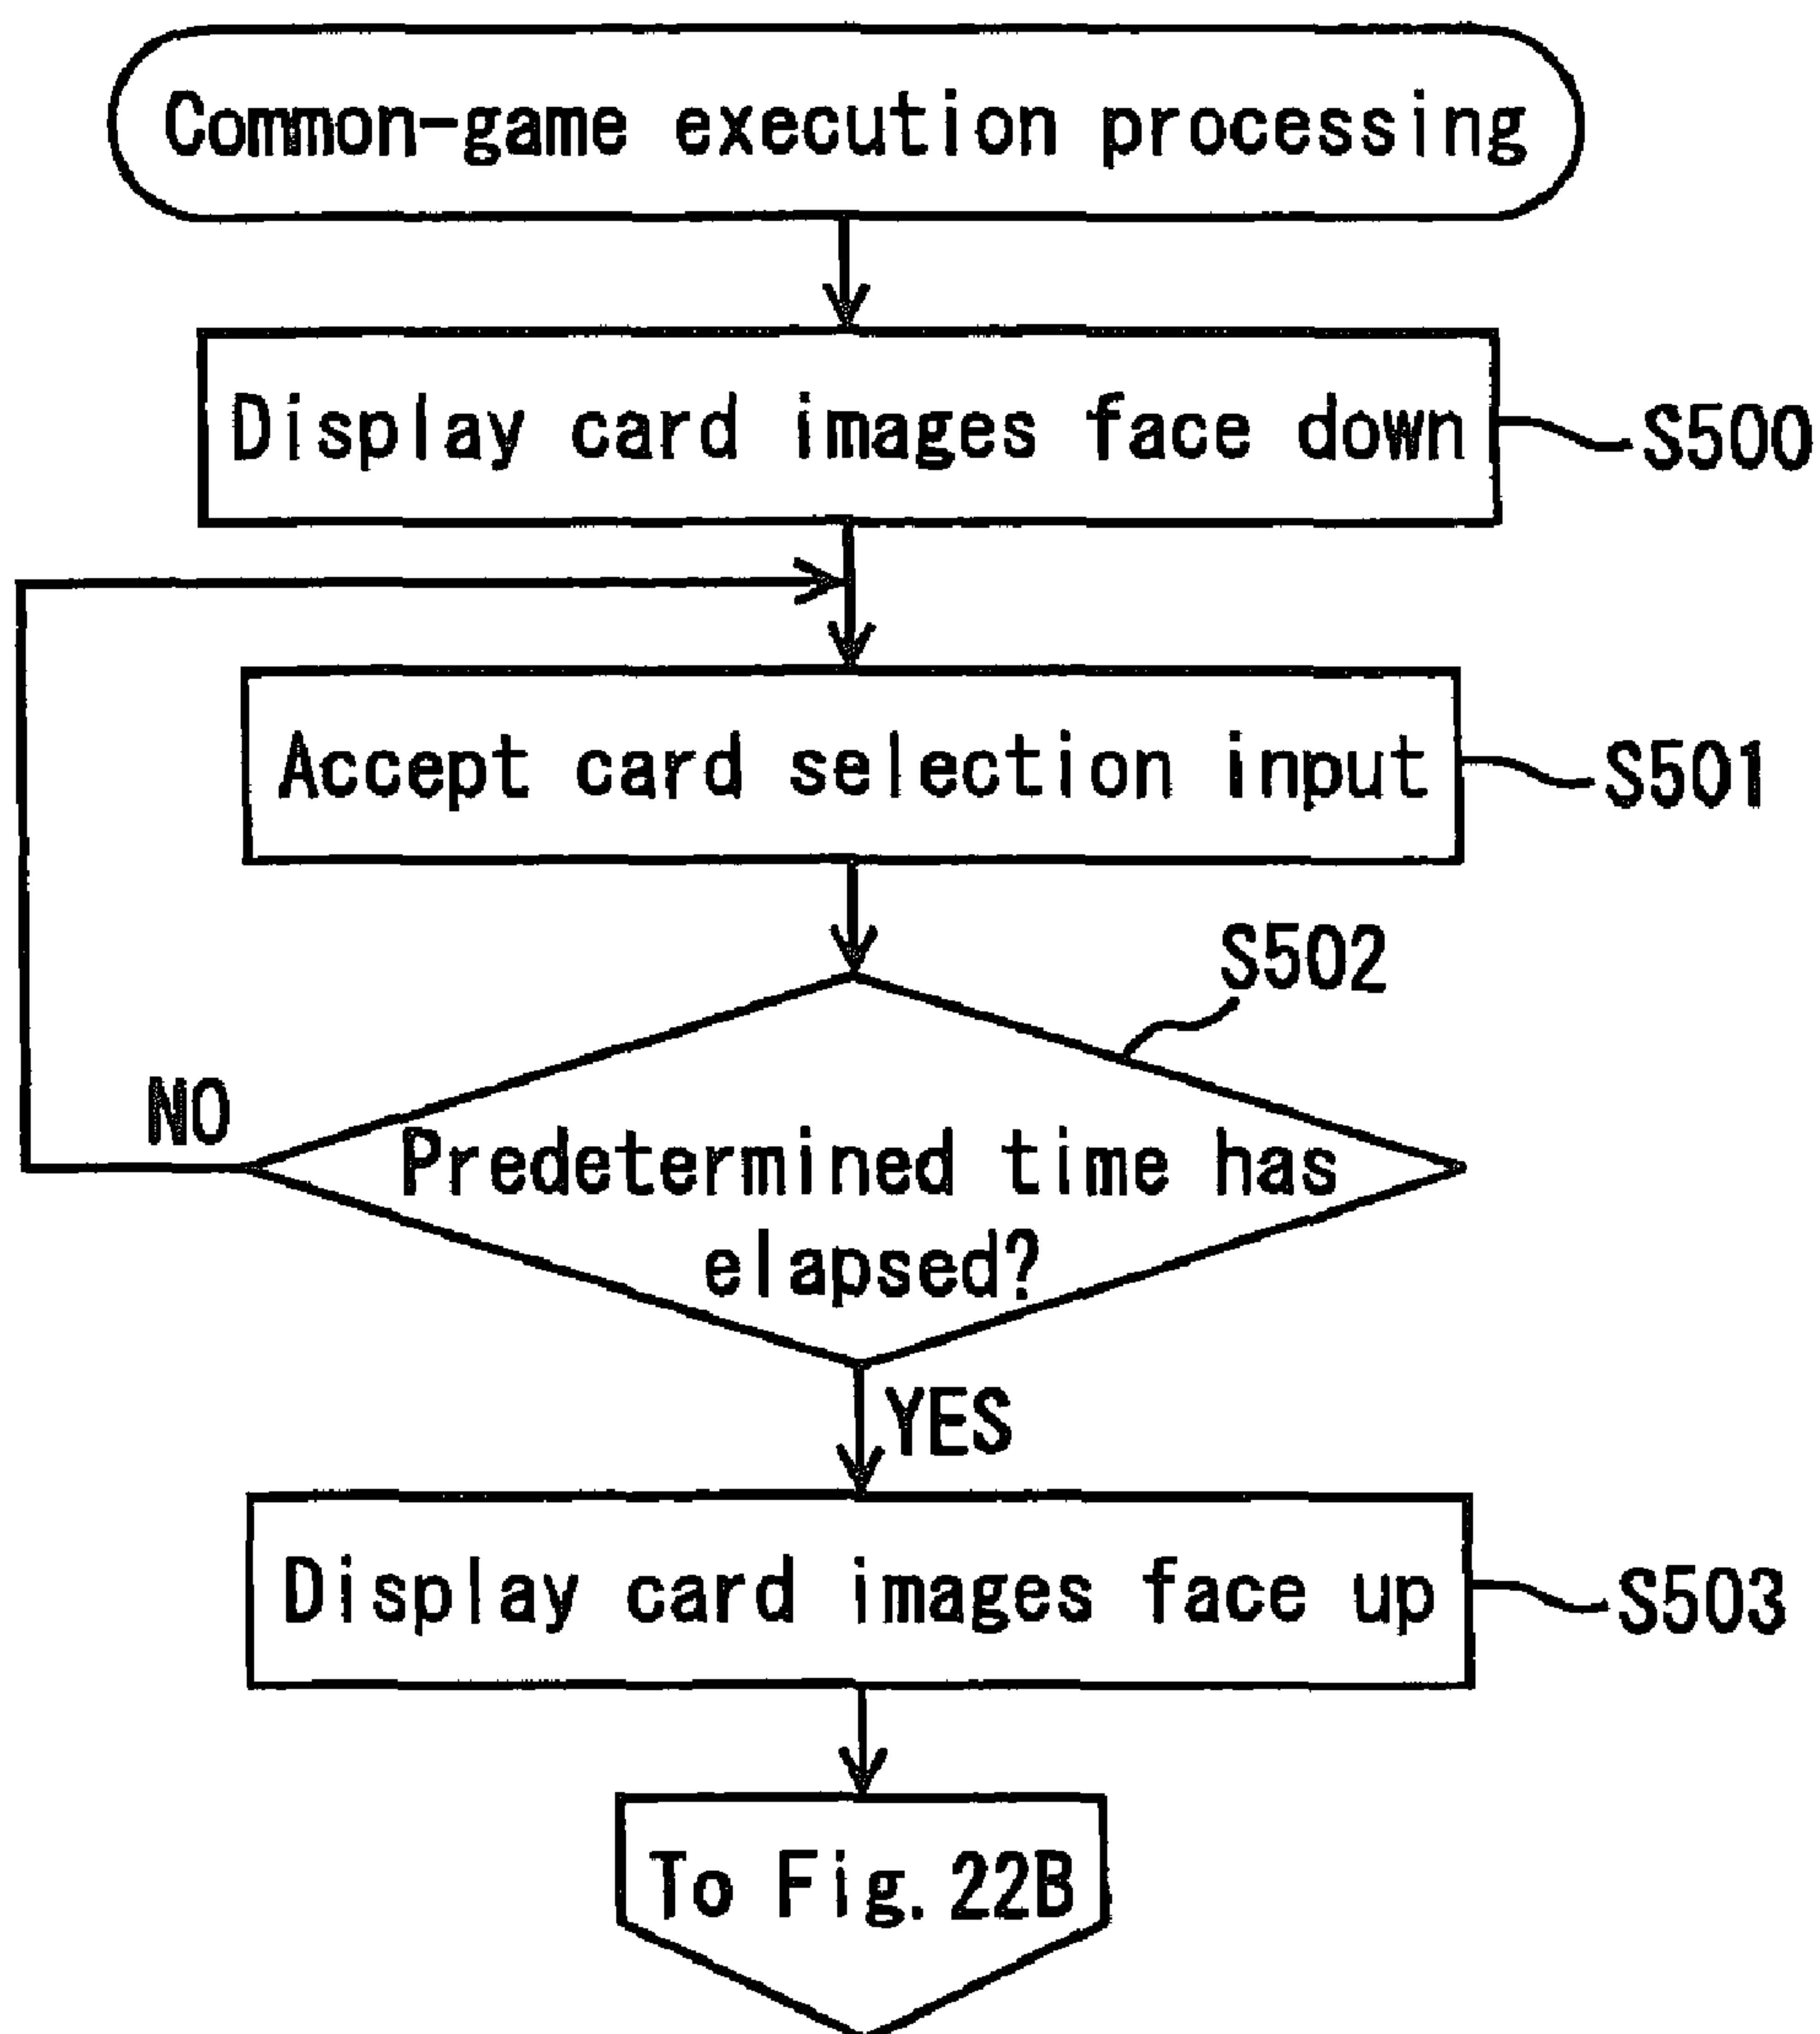 Common-game execution processing
Display card images face down
S500
Accept card selection input
S501
S502
NO
Predetermined time has
elapsed?
YES
Display card images face up
S503
To Fig. 22B